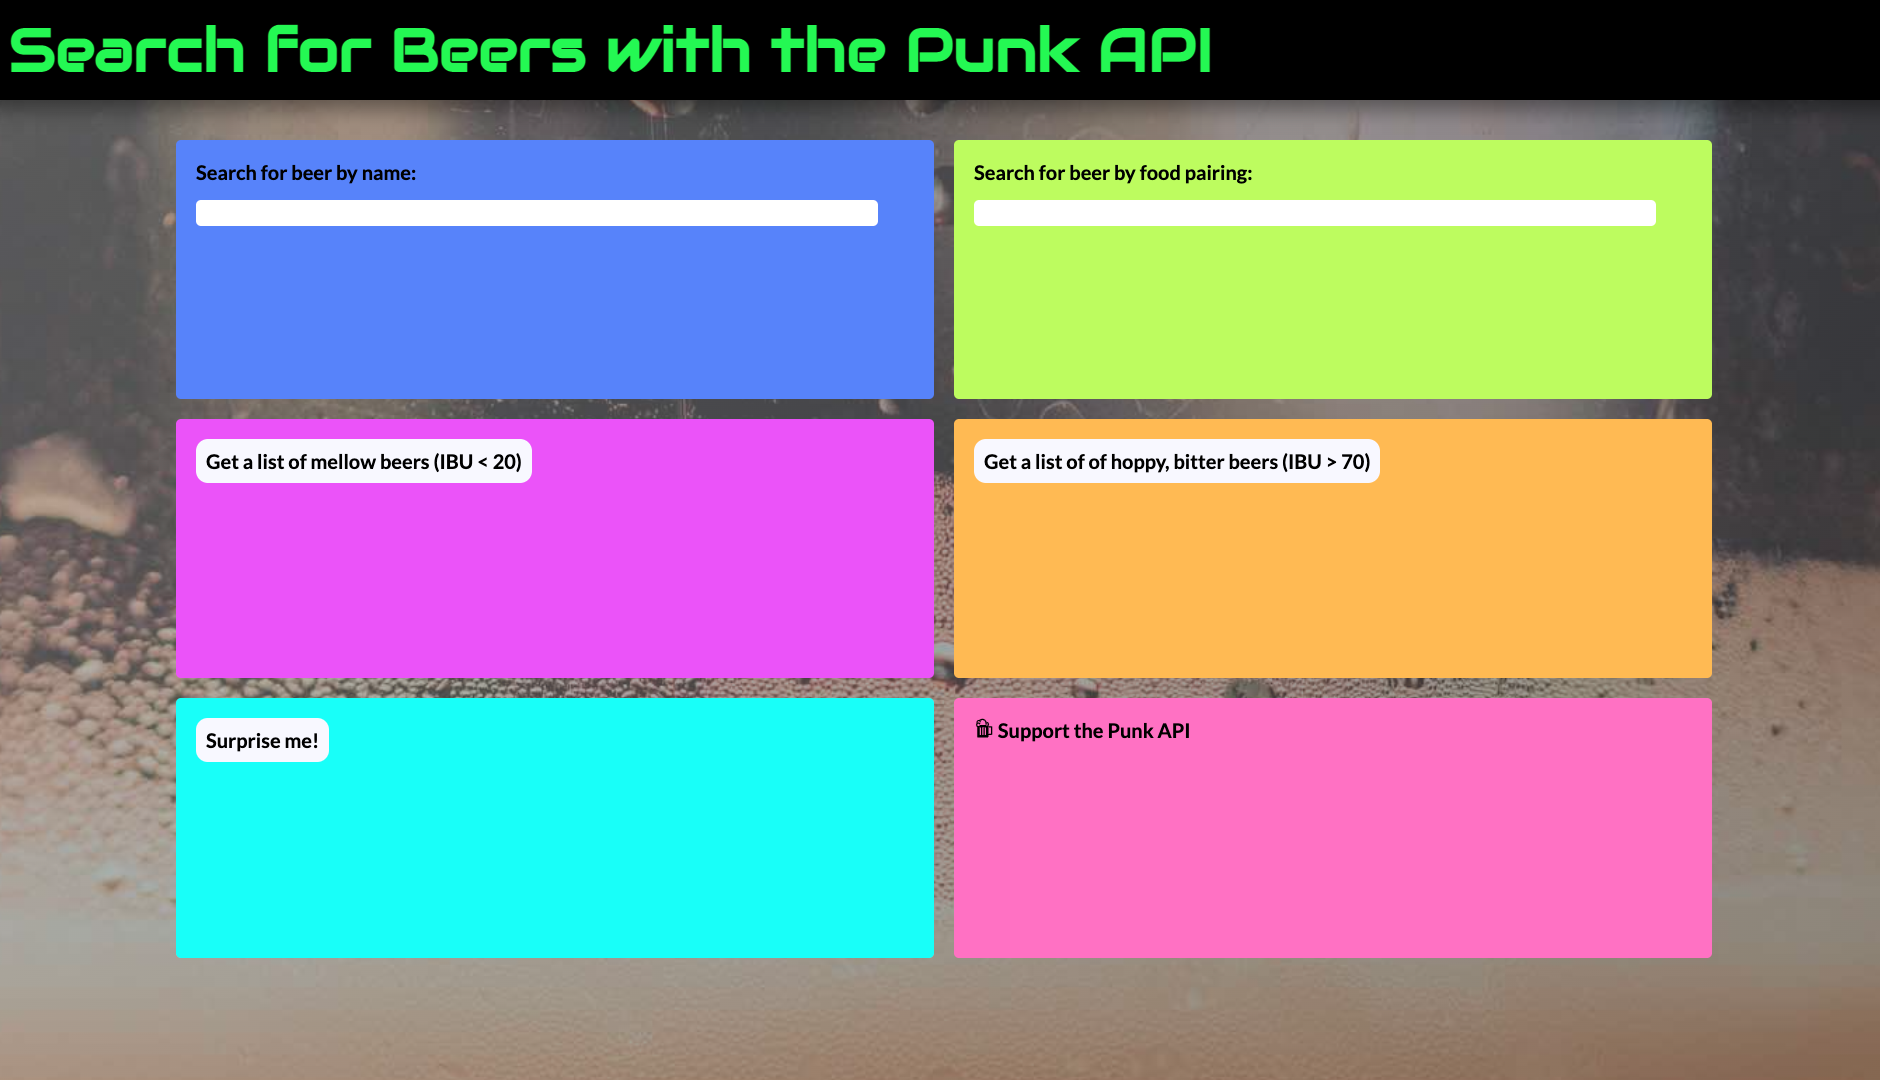 Search for Beers with the Punk API
Search for beer by name:
Search for beer by food pairing:
Get a list of mellow beers (IBU < 20)
Get a list of of hoppy, bitter beers (IBU > 70)
Surprise me!
Support the Punk API